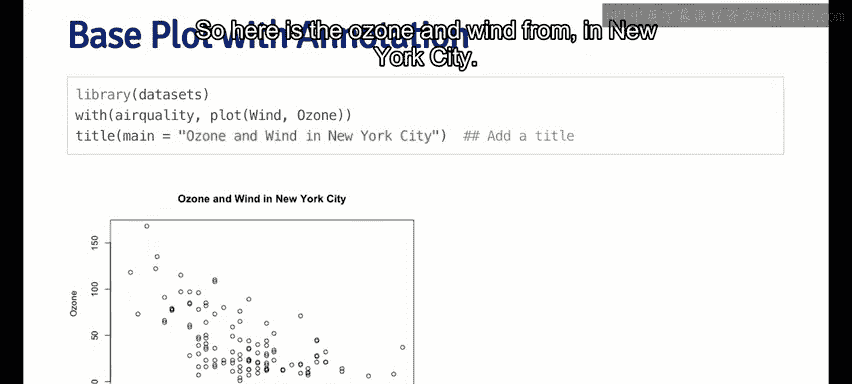 Base Plot with Annotation
So here is the ozone and wind from, in New
York City.
library(datasets)
with(airquality, plot(Wind, Ozone))
title(main = "Ozone and Wind in New York City")  ## Add a title
Ozone and Wind in New York City
150
100
50
0
Ozone